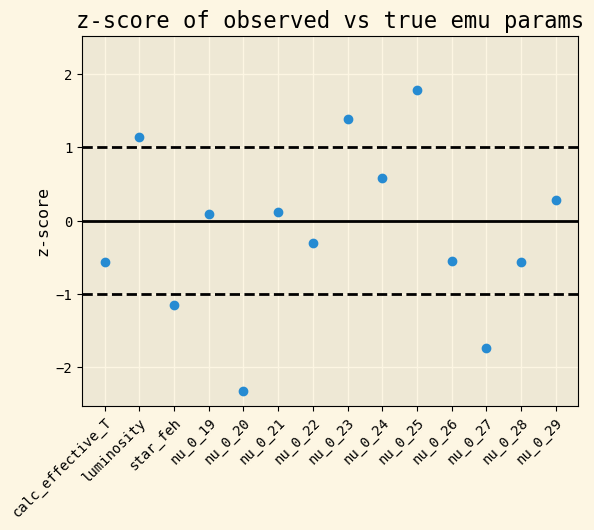 z-score of observed vs true emu params
z-score
2
1
0
−1
−2
calc_effective_T
luminosity
star_feh
nu_0_19
nu_0_20
nu_0_21
nu_0_22
nu_0_23
nu_0_24
nu_0_25
nu_0_26
nu_0_27
nu_0_28
nu_0_29